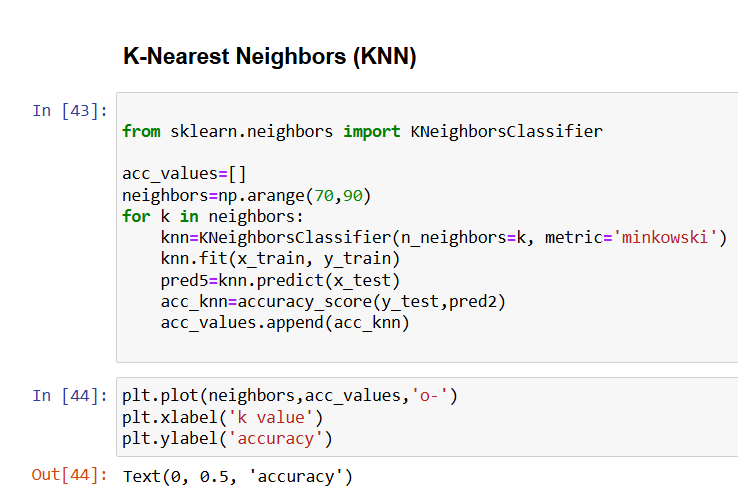 K-Nearest Neighbors (KNN)
In [43]:
from sklearn.neighbors import KNeighborsClassifier
acc_values=[]
neighbors=np.arange(70,90)
for k in neighbors:
    knn=KNeighborsClassifier(n_neighbors=k, metric='minkowski')
    knn.fit(x_train, y_train)
    pred5=knn.predict(x_test)
    acc_knn=accuracy_score(y_test,pred2)
    acc_values.append(acc_knn)
In [44]:
plt.plot(neighbors,acc_values,'o-')
plt.xlabel('k value')
plt.ylabel('accuracy')
Out[44]:
Text(0, 0.5, 'accuracy')